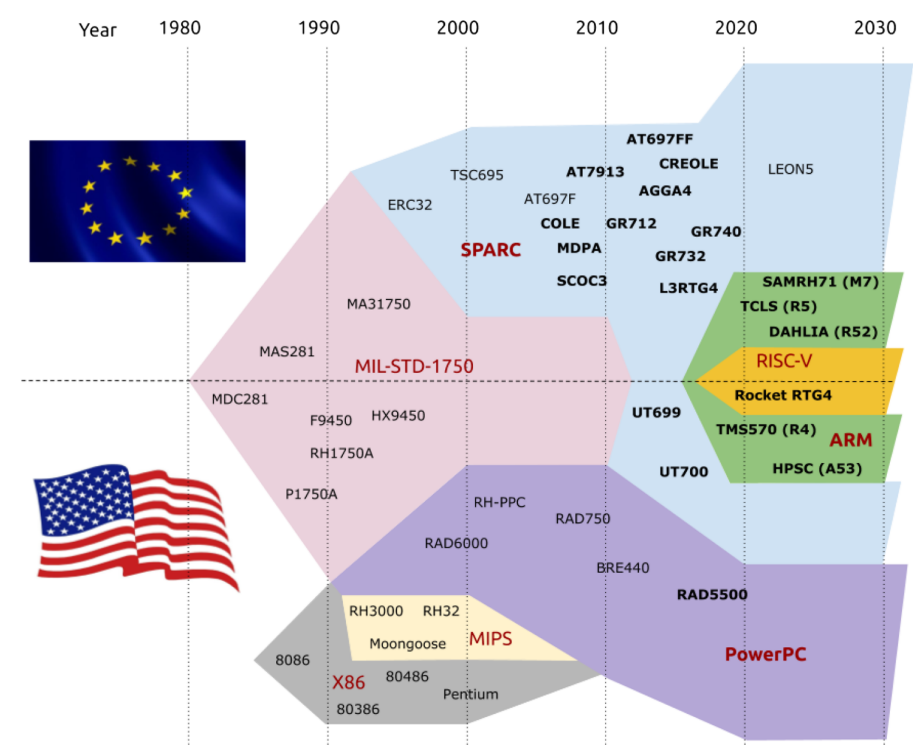 Year 1980 1990 2000 2010 2020 2030
AT697FF
CREOLE
TSC695
AT7913
LEON5
AGGA4
ERC32
AT697F
COLE
GR712
GR740
SPARC
MDPA
GR732
SCOC3
L3RTG4
SAMRH71 (M7)
TCLS (R5)
DAHLIA (R52)
MA31750
MAS281
MIL-STD-1750
RISC-V
MDC281
Rocket RTG4
F9450
HX9450
UT699
TMS570 (R4)
ARM
RH1750A
UT700
HPSC (A53)
P1750A
RH-PPC
RAD750
RAD6000
BRE440
RAD5500
RH3000
RH32
Moongoose
MIPS
PowerPC
8086
X86
80486
Pentium
80386